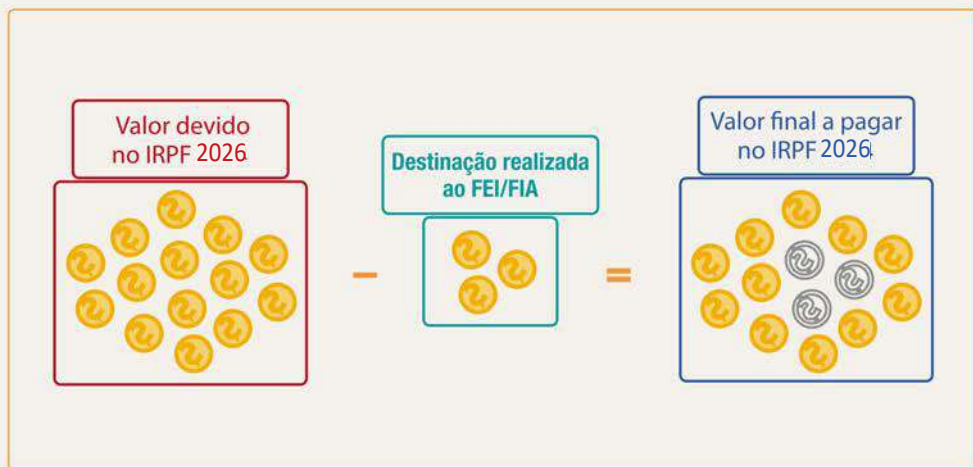 Valor devido
no IRPF 2026
Destinação realizada
ao FEI/FIA
Valor final a pagar
no IRPF 2026